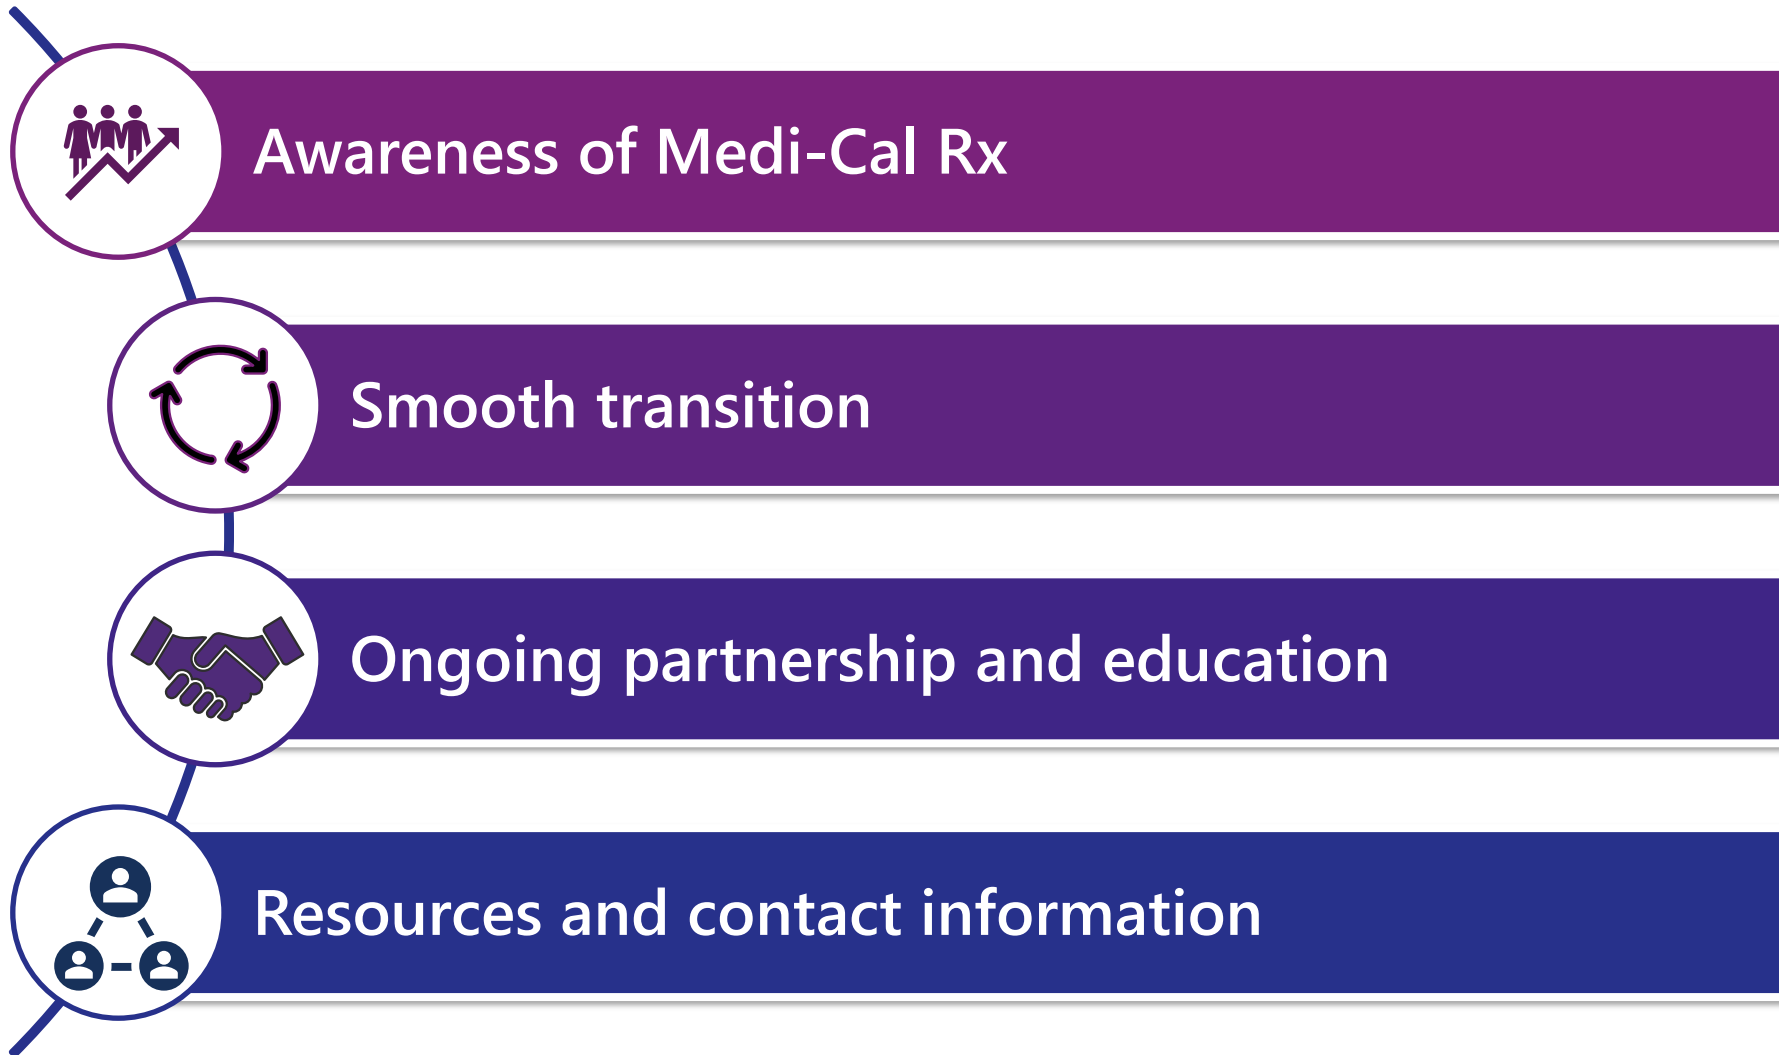 Awareness of Medi-Cal Rx
Smooth transition
Ongoing partnership and education
Resources and contact information